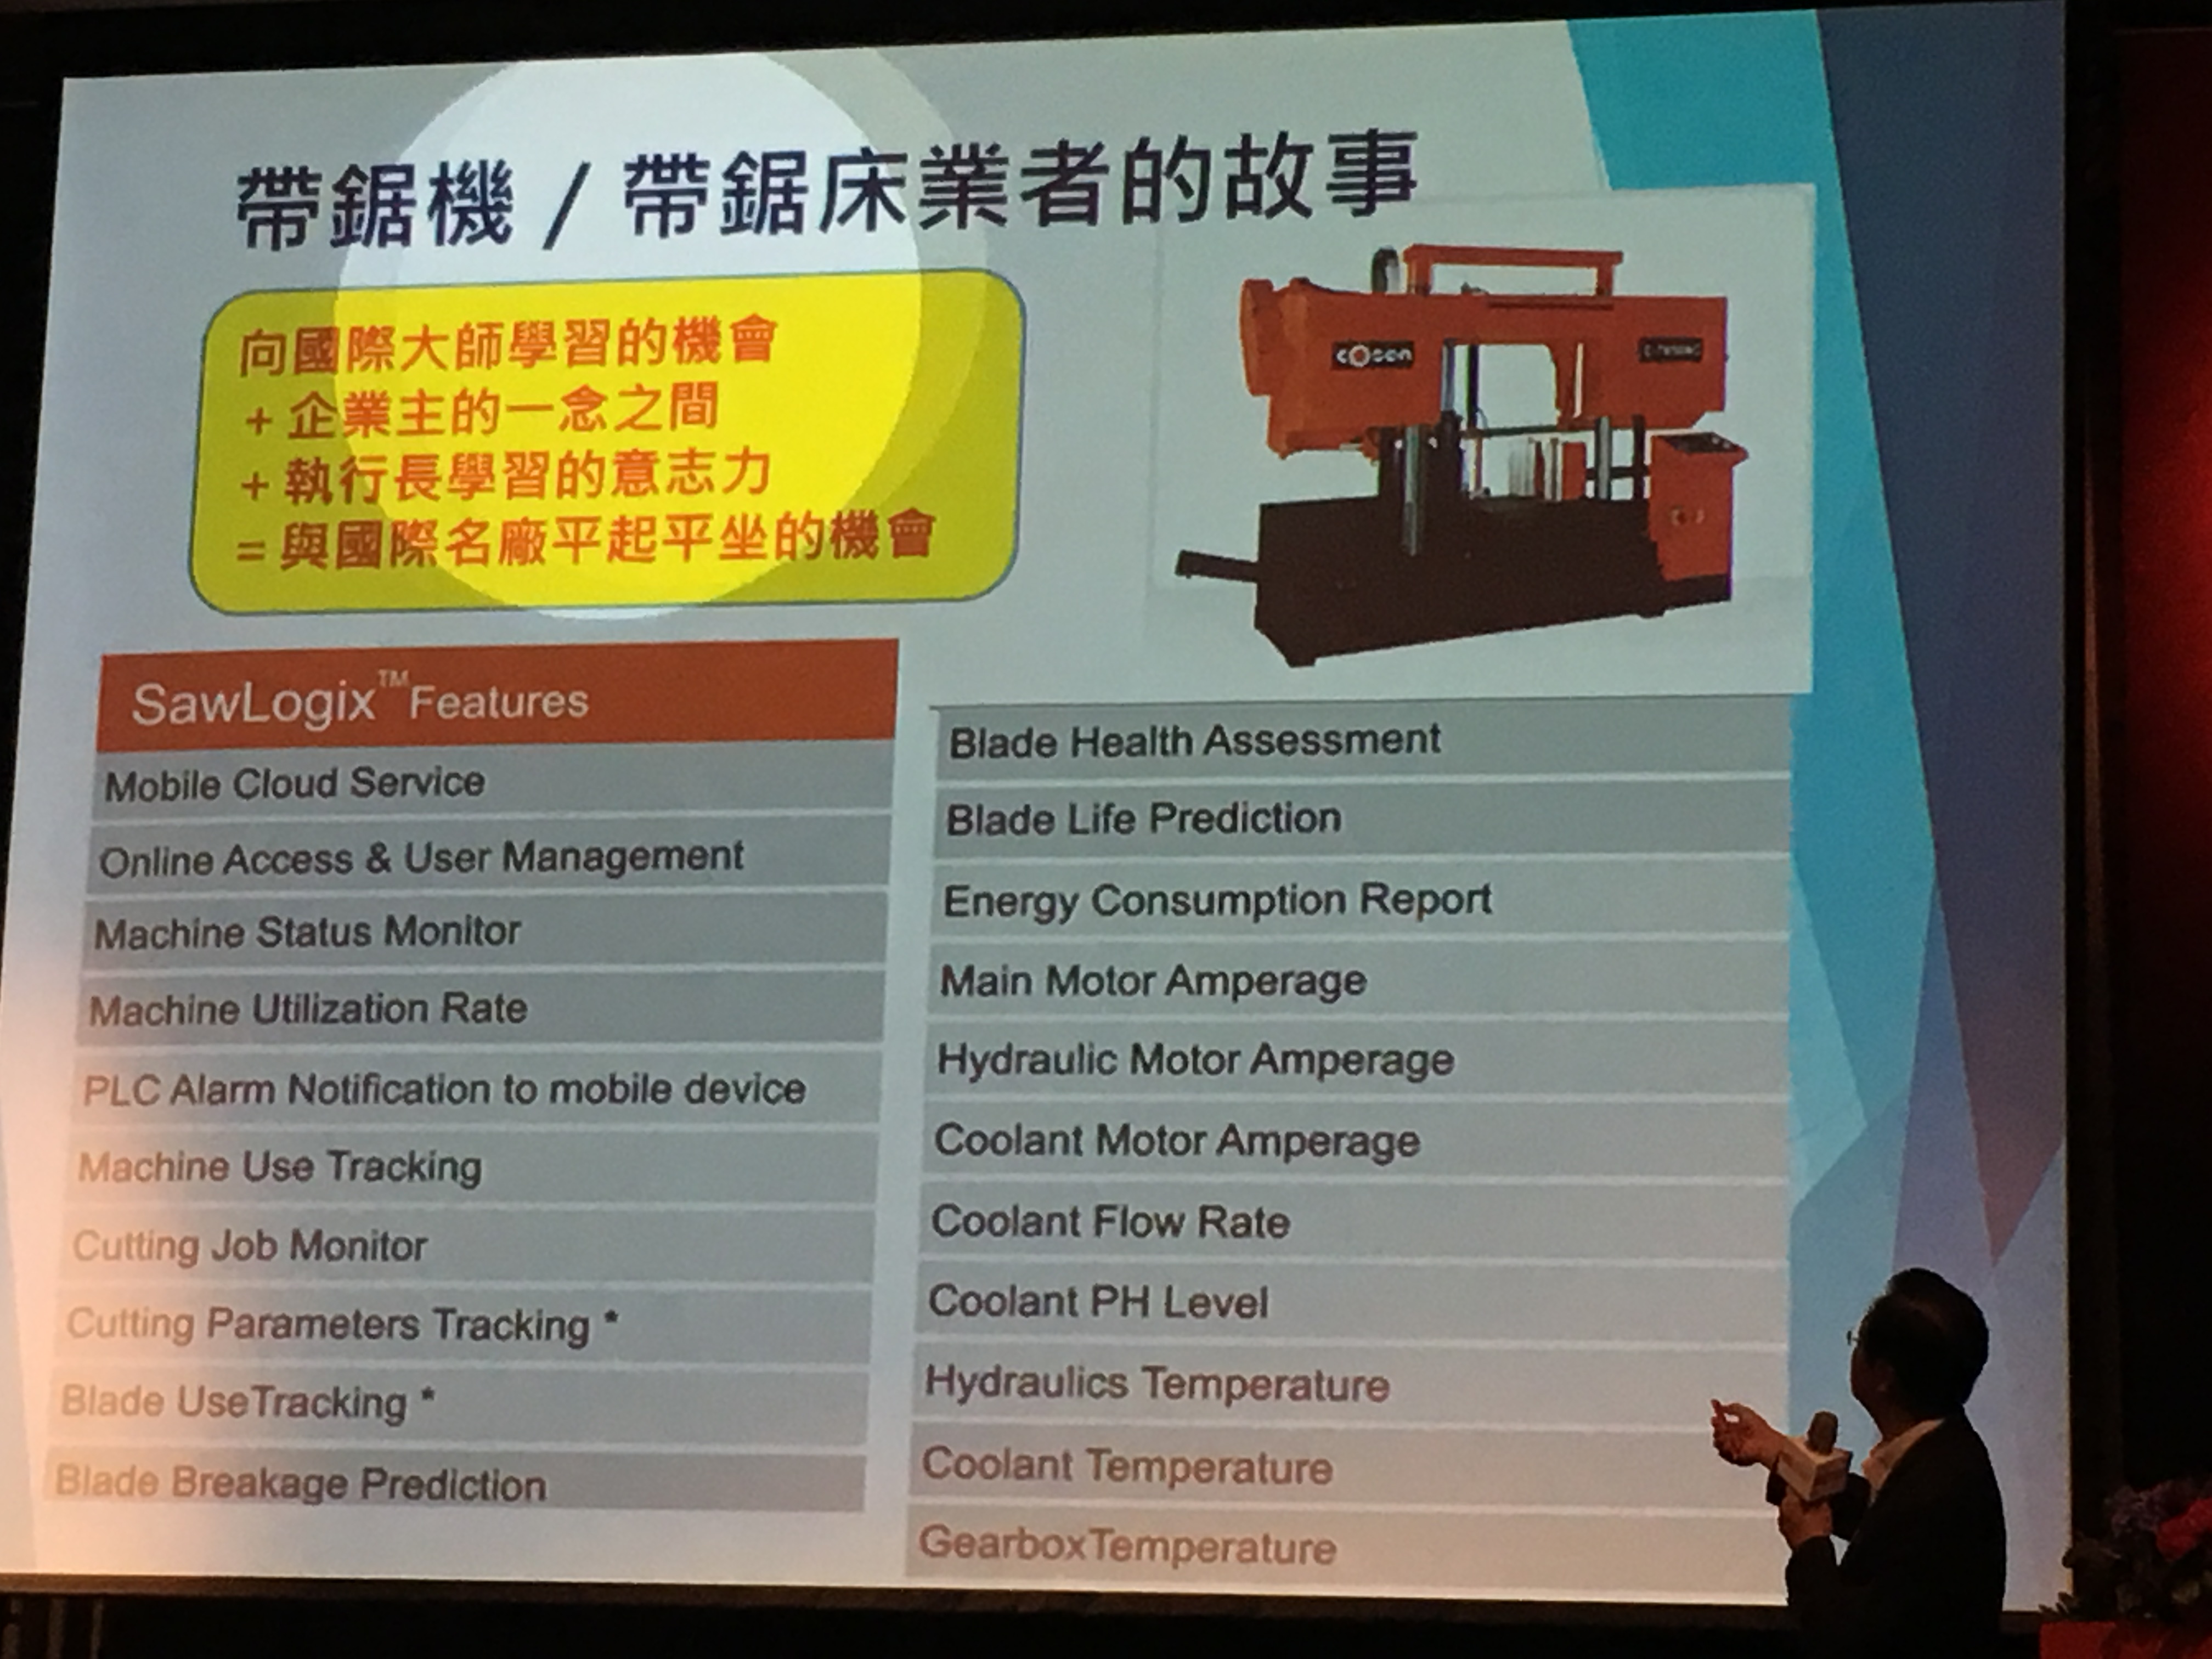 帶鋸機 / 帶鋸床業者的故事
向國際大師學習的機會
+ 企業主的一念之間
+ 執行長學習的意志力
= 與國際名廠平起平坐的機會
cosen
SawLogix™ Features
Mobile Cloud Service
Online Access & User Management
Machine Status Monitor
Machine Utilization Rate
PLC Alarm Notification to mobile device
Machine Use Tracking
Cutting Job Monitor
Cutting Parameters Tracking *
Blade UseTracking *
Blade Breakage Prediction
Blade Health Assessment
Blade Life Prediction
Energy Consumption Report
Main Motor Amperage
Hydraulic Motor Amperage
Coolant Motor Amperage
Coolant Flow Rate
Coolant PH Level
Hydraulics Temperature
Coolant Temperature
GearboxTemperature